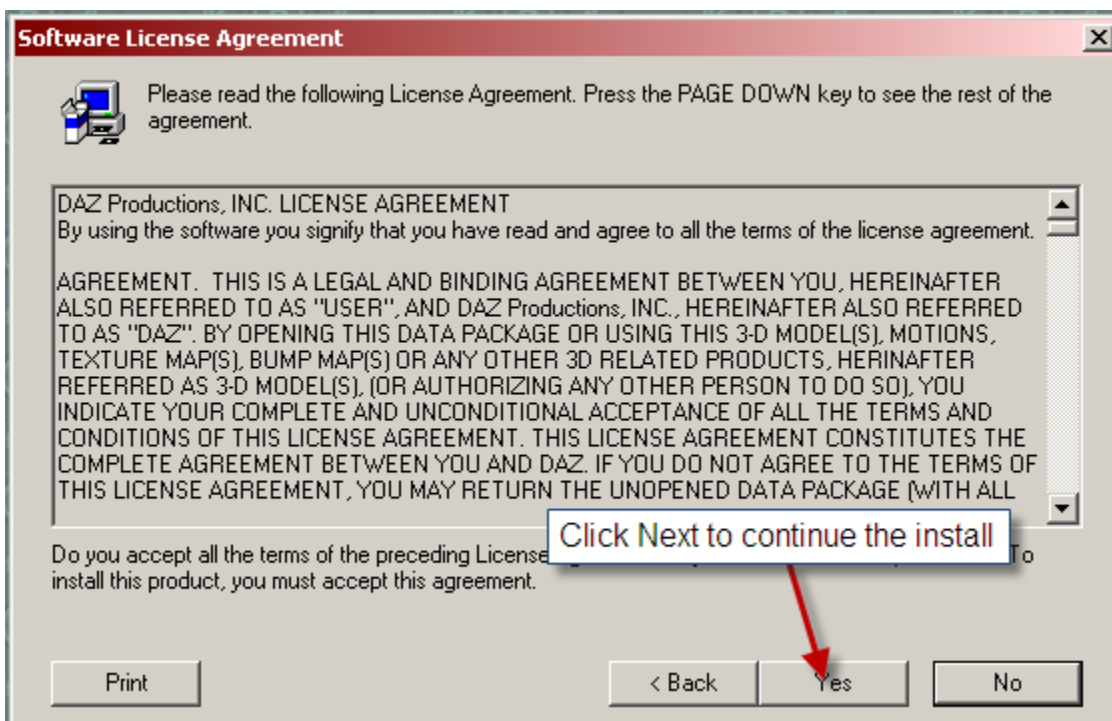 Software License Agreement
Please read the following License Agreement. Press the PAGE DOWN key to see the rest of the
agreement.
DAZ Productions, INC. LICENSE AGREEMENT
By using the software you signify that you have read and agree to all the terms of the license agreement.
AGREEMENT.  THIS IS A LEGAL AND BINDING AGREEMENT BETWEEN YOU, HEREINAFTER
ALSO REFERRED TO AS "USER", AND DAZ Productions, INC., HEREINAFTER ALSO REFERRED
TO AS "DAZ". BY OPENING THIS DATA PACKAGE OR USING THIS 3-D MODEL(S), MOTIONS,
TEXTURE MAP(S), BUMP MAP(S) OR ANY OTHER 3D RELATED PRODUCTS, HERINAFTER
REFERRED AS 3-D MODEL(S), (OR AUTHORIZING ANY OTHER PERSON TO DO SO), YOU
INDICATE YOUR COMPLETE AND UNCONDITIONAL ACCEPTANCE OF ALL THE TERMS AND
CONDITIONS OF THIS LICENSE AGREEMENT. THIS LICENSE AGREEMENT CONSTITUTES THE
COMPLETE AGREEMENT BETWEEN YOU AND DAZ. IF YOU DO NOT AGREE TO THE TERMS OF
THIS LICENSE AGREEMENT, YOU MAY RETURN THE UNOPENED DATA PACKAGE (WITH ALL
Click Next to continue the install
Do you accept all the terms of the preceding License To
install this product, you must accept this agreement.
Print
< Back
Yes
No